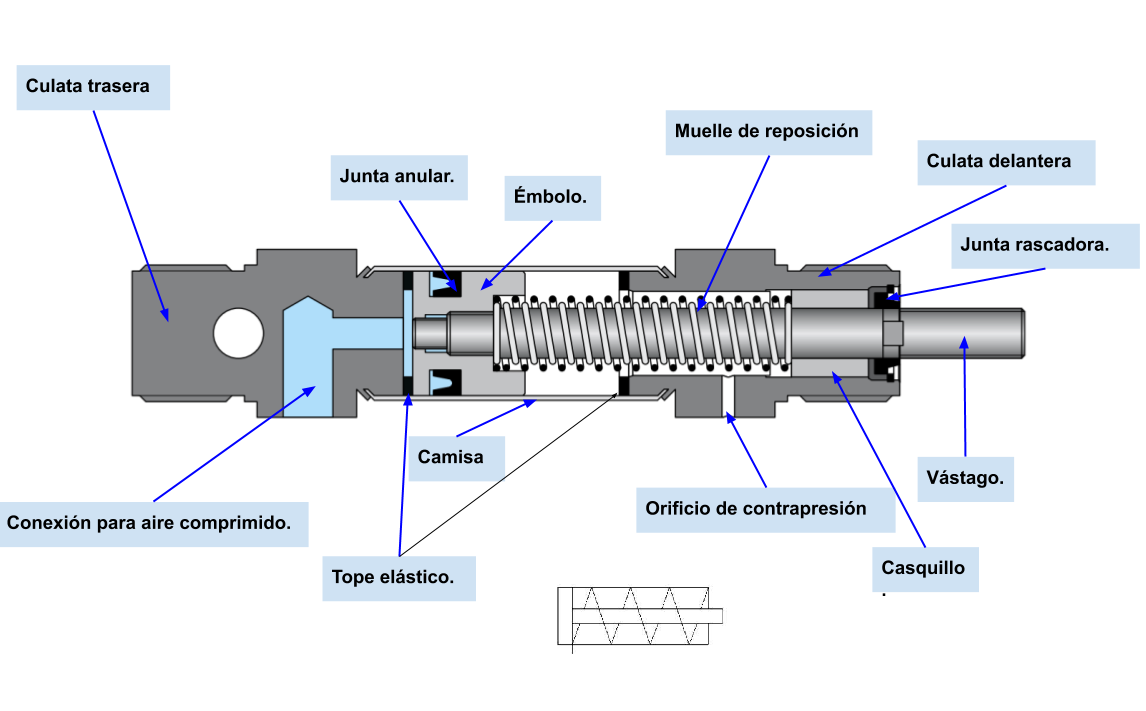 Culata trasera
Muelle de reposición
Junta anular.
Culata delantera
Émbolo.
Junta rascadora.
Camisa
Vástago.
Orificio de contrapresión
Conexión para aire comprimido.
Tope elástico.
Casquillo
.